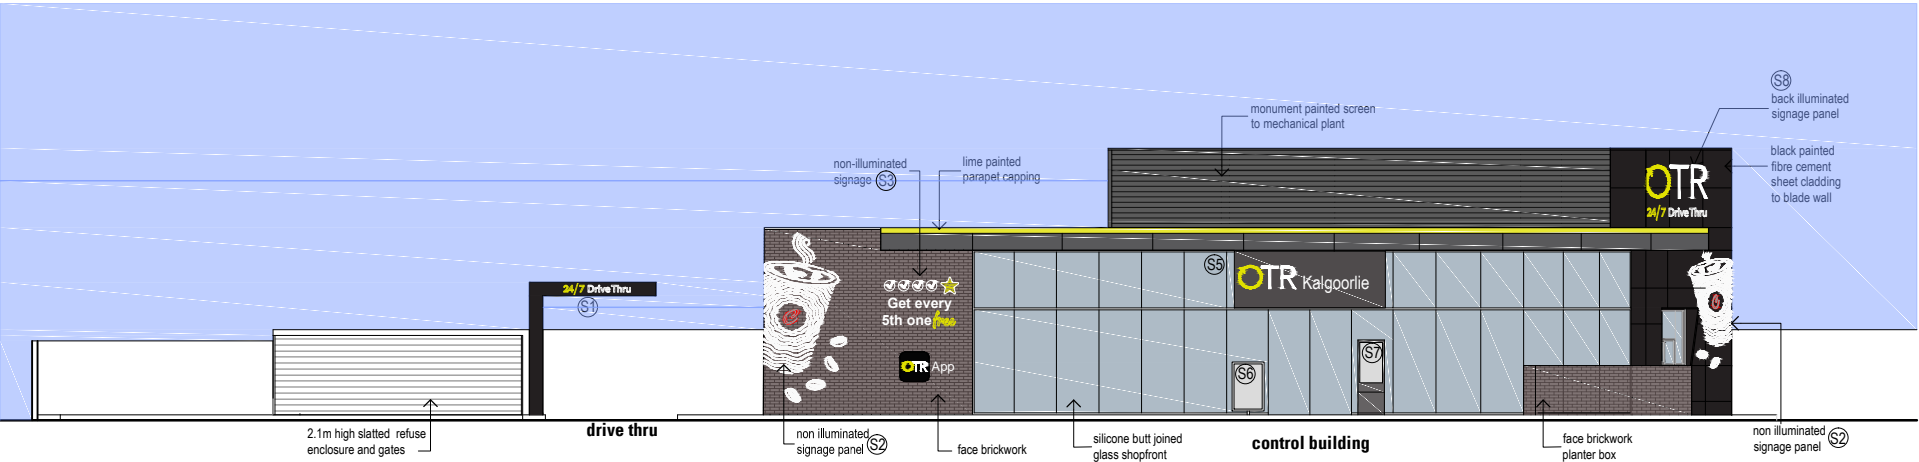 S8
back illuminated
signage panel
monument painted screen
to mechanical plant
non-illuminated
signage S3
lime painted
parapet capping
black painted
fibre cement
sheet cladding
to blade wall
OTR
24/7 DriveThru
S5
OTR Kalgoorlie
24/7 DriveThru
S1
Get every
5th one free
OTR App
S6
S7
2.1m high slatted refuse
enclosure and gates
drive thru
non illuminated
signage panel S2
face brickwork
silicone butt joined
glass shopfront
control building
face brickwork
planter box
non illuminated
signage panel S2